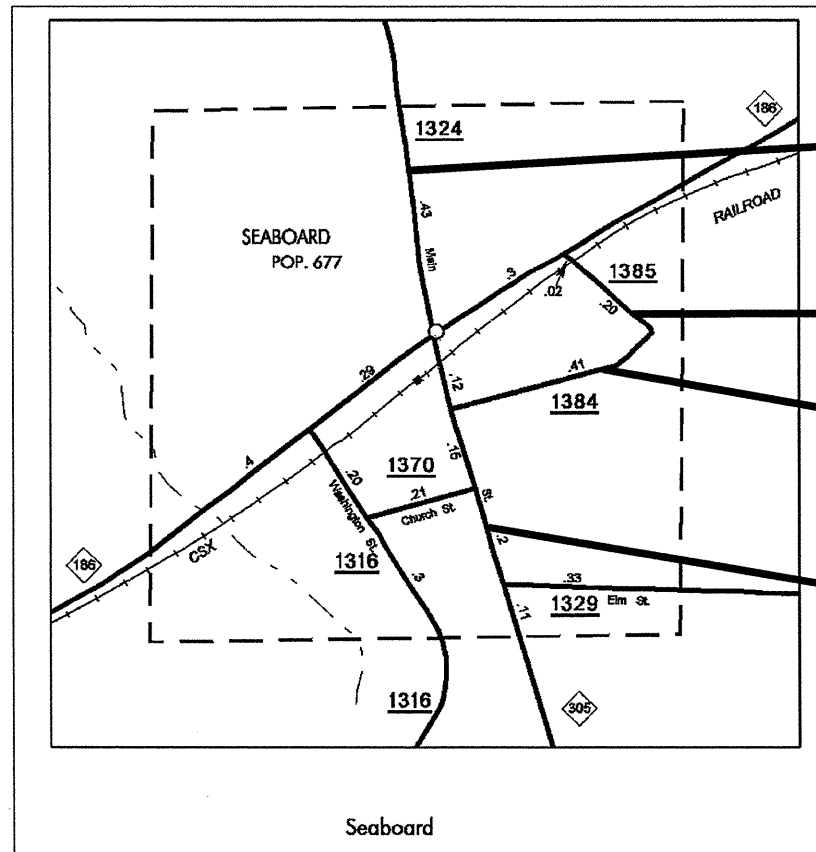 186
1324
.43
RAILROAD
SEABOARD
POP. 677
Main
.3
1385
.02
.20
.29
.12
.41
1384
.4
.15
1370
.20
.21
St.
Church St.
Washington St.
CSX
186
1316
.2
.3
.33
Elm St.
1329
.11
1316
305
Seaboard